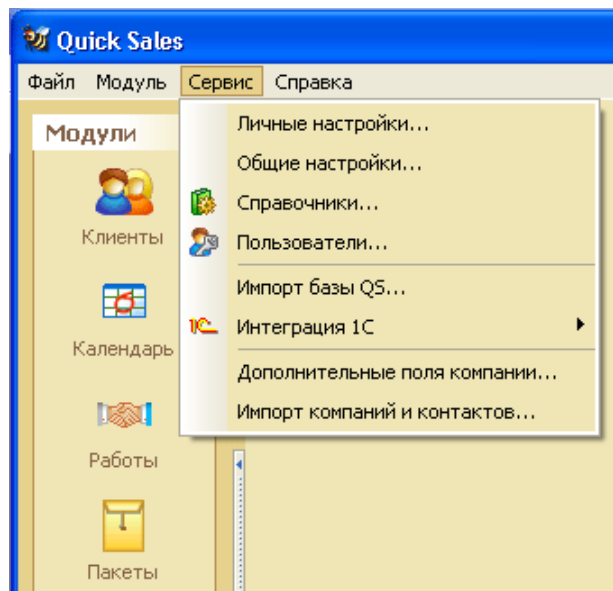 Quick Sales
Файл Модуль Сервис Справка
Модули
Клиенты
Календарь
Работы
Пакеты
Личные настройки...
Общие настройки...
Справочники...
Пользователи...
Импорт базы QS...
1С Интеграция 1С
Дополнительные поля компании...
Импорт компаний и контактов...